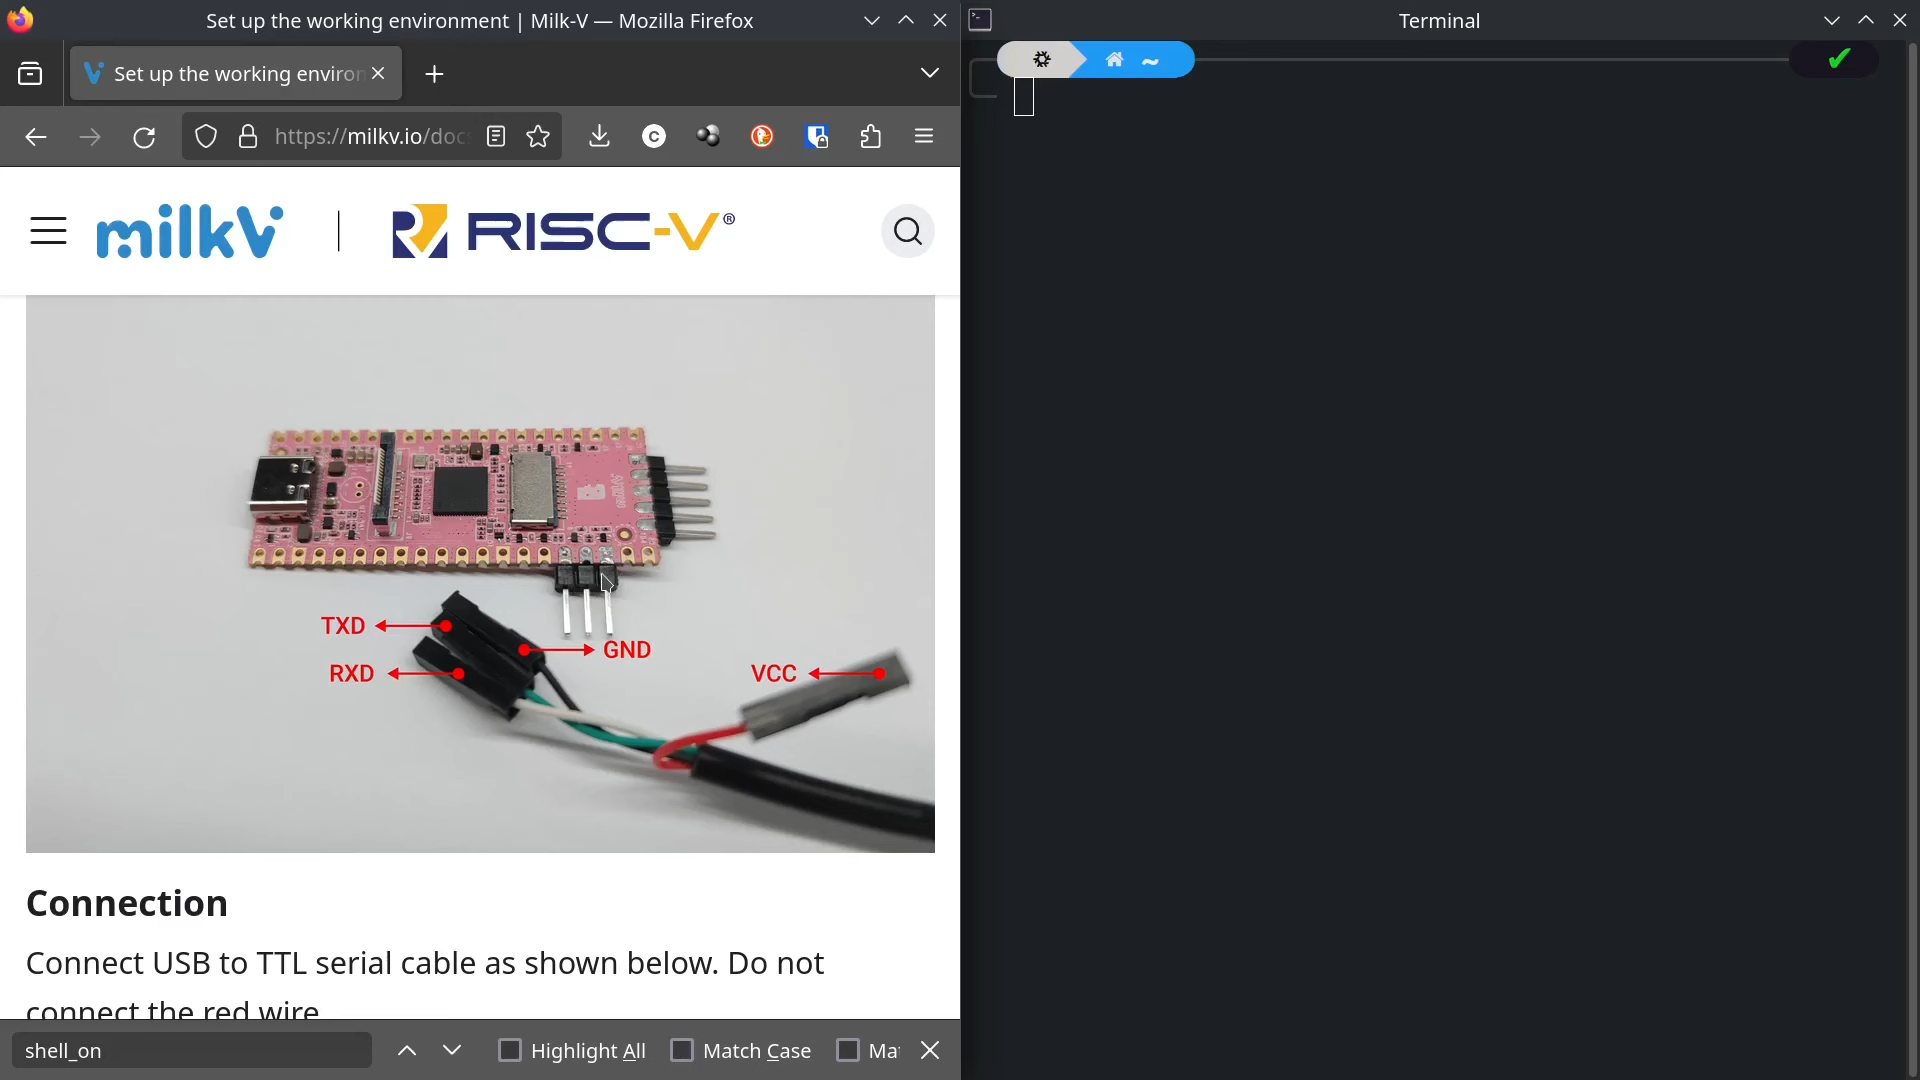 Set up the working environment | Milk-V — Mozilla Firefox
Terminal
Set up the working environ
https://milkv.io/docs
~
milkV | RISC-V®
TXD
GND
RXD
VCC
Connection
Connect USB to TTL serial cable as shown below. Do not
connect the red wire
shell_on
Highlight All
Match Case
Ma